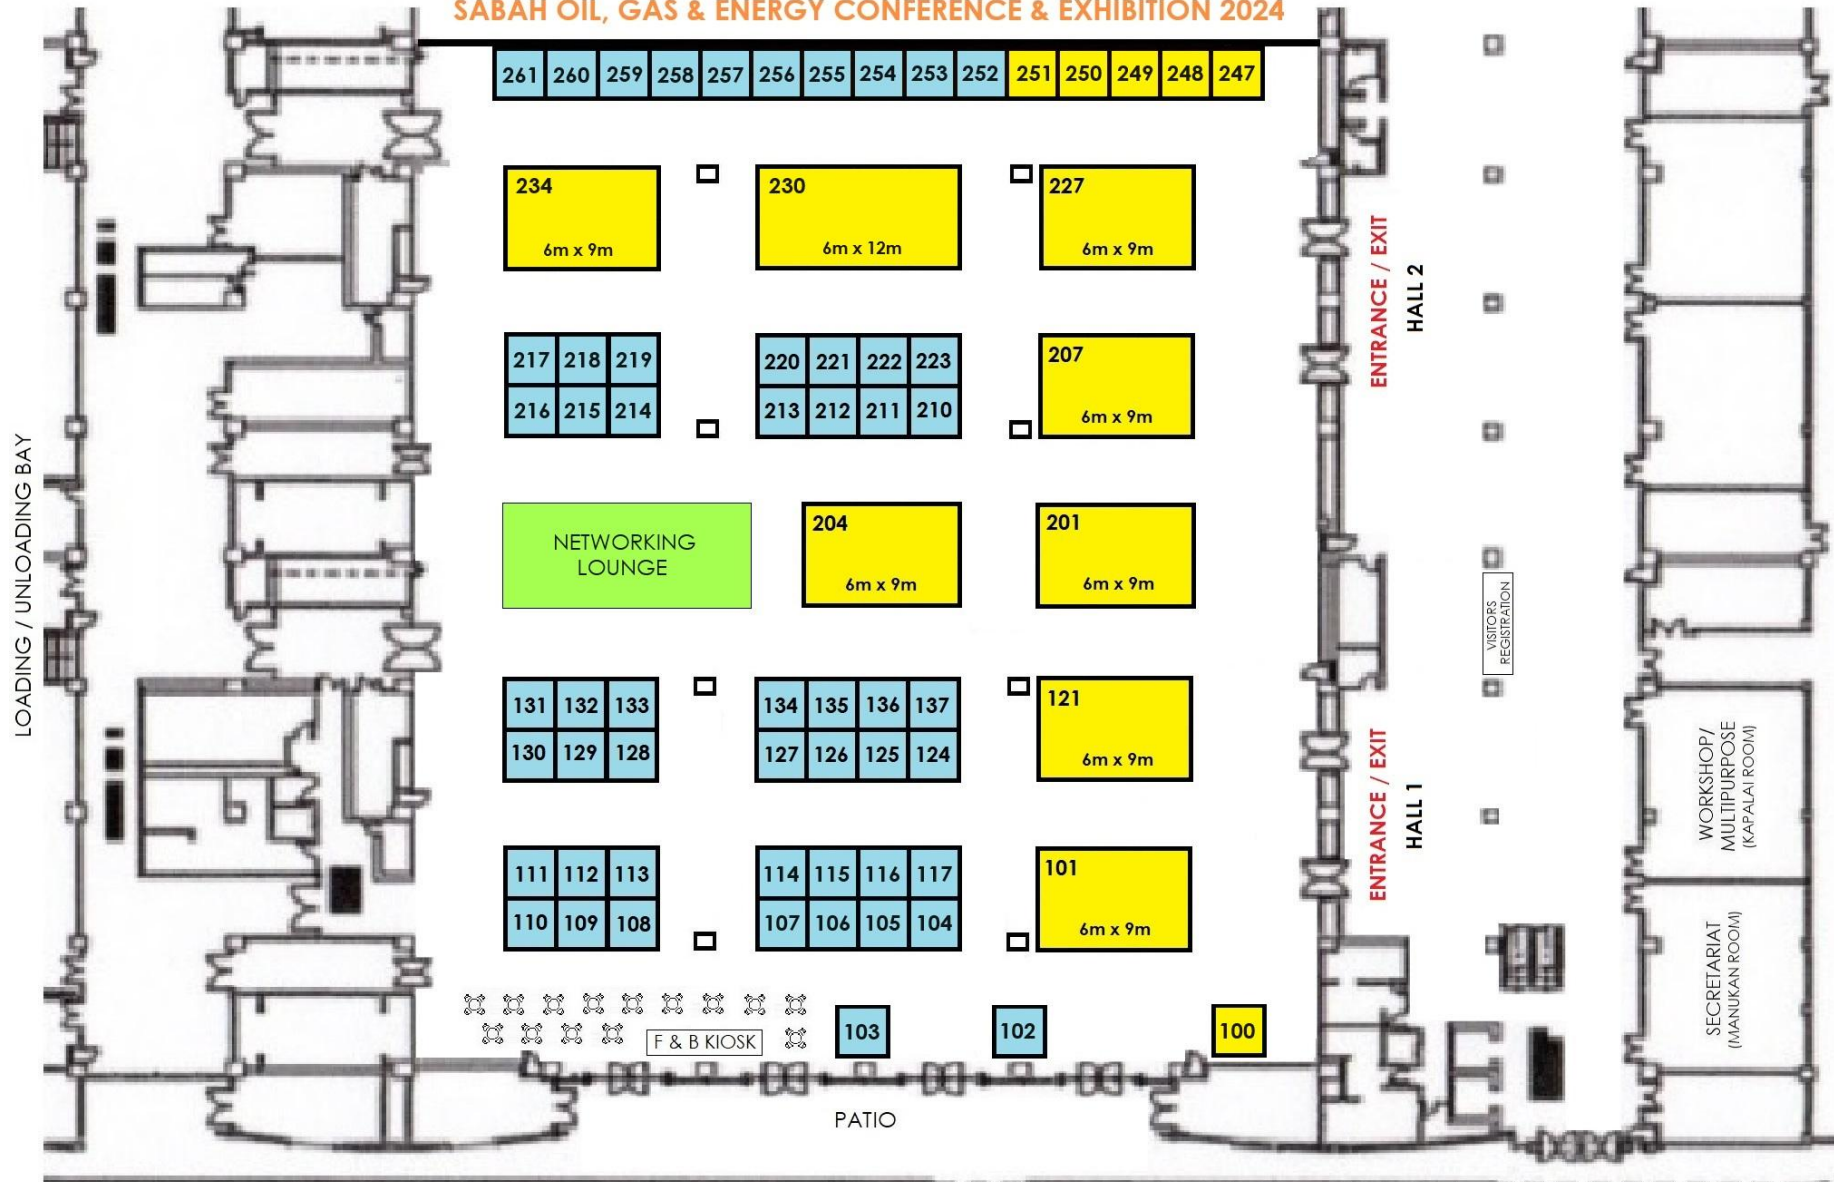 SABAH OIL, GAS & ENERGY CONFERENCE & EXHIBITION 2024
261 260 259 258 257 256 255 254 253 252 251 250 249 248 247
234
6m x 9m
230
6m x 12m
227
6m x 9m
217 218 219
216 215 214
220 221 222 223
213 212 211 210
207
6m x 9m
ENTRANCE / EXIT
HALL 2
LOADING / UNLOADING BAY
NETWORKING
LOUNGE
204
6m x 9m
201
6m x 9m
VISITORS
REGISTRATION
131 132 133
130 129 128
134 135 136 137
127 126 125 124
121
6m x 9m
ENTRANCE / EXIT
HALL 1
WORKSHOP/
MULTIPURPOSE
(KAPALAI ROOM)
111 112 113
110 109 108
114 115 116 117
107 106 105 104
101
6m x 9m
SECRETARIAT
(MANUKAN ROOM)
F & B KIOSK
103
102
100
PATIO